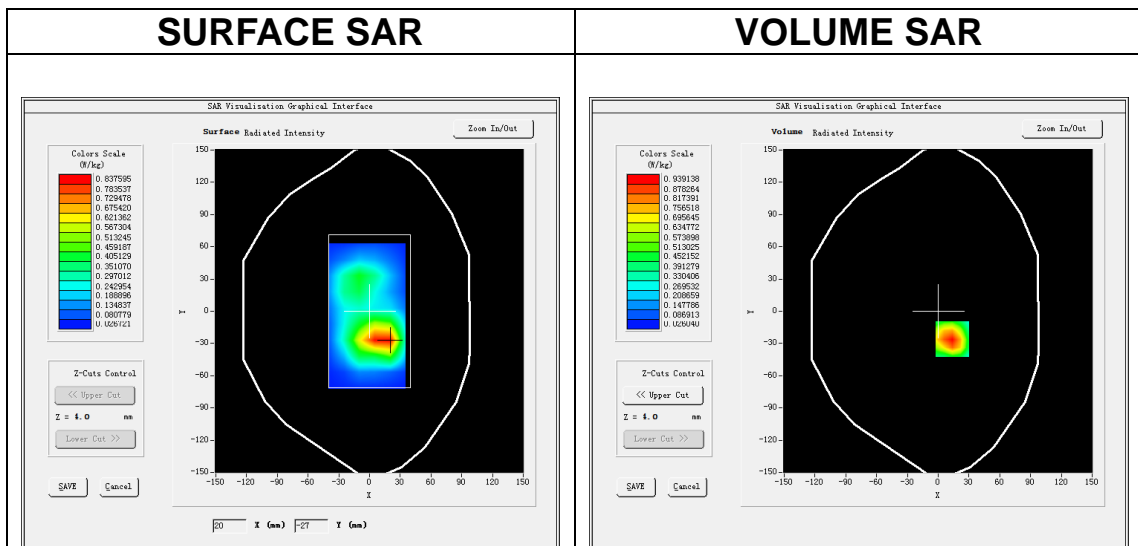 SURFACE SAR
VOLUME SAR
SAR Visualisation Graphical Interface
Surface Radiated Intensity
Zoom In/Out
Colors Scale
(W/kg)
0.837595
0.783537
0.729478
0.675420
0.621362
0.567304
0.513245
0.459187
0.405129
0.351070
0.297012
0.242954
0.188896
0.134837
0.080779
0.026721
150
120
90
60
30
0
-30
-60
-90
-120
-150
Y
-150 -120 -90 -60 -30 0 30 60 90 120 150
X
Z-Cuts Control
<< Upper Cut
Z = 4.0 mm
Lower Cut >>
SAVE Cancel
20 X (mm) -27 Y (mm)
SAR Visualisation Graphical Interface
Volume Radiated Intensity
Zoom In/Out
Colors Scale
(W/kg)
0.939138
0.878264
0.817391
0.756518
0.695645
0.634772
0.573898
0.513025
0.452152
0.391279
0.330406
0.269532
0.208659
0.147786
0.086913
0.026040
150
120
90
60
30
0
-30
-60
-90
-120
-150
Y
-150 -120 -90 -60 -30 0 30 60 90 120 150
X
Z-Cuts Control
<< Upper Cut
Z = 4.0 mm
Lower Cut >>
SAVE Cancel